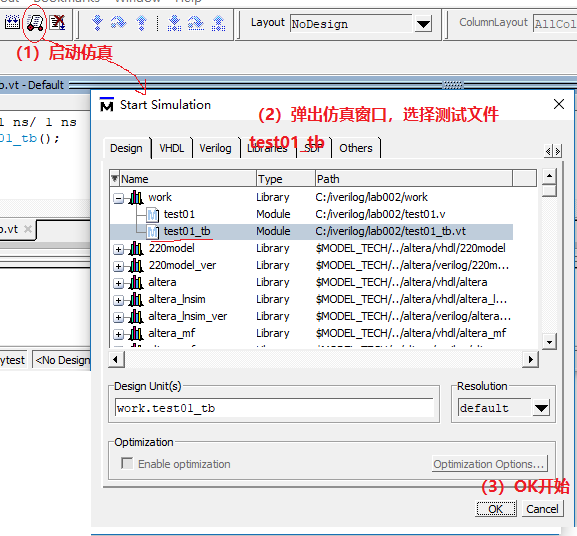 out Bookmarks Window Help
Layout NoDesign
ColumnLayout AllCol
（1）启动仿真
b.vt - Default
1 ns/ 1 ns
01_tb();
Start Simulation
（2）弹出仿真窗口，选择测试文件
test01_tb
Design VHDL Verilog Libraries SDF Others
Name Type Path
work Library C:/iverilog/lab002/work
test01 Module C:/iverilog/lab002/test01.v
test01_tb Module C:/iverilog/lab002/test01_tb.vt
220model Library $MODEL_TECH/../altera/vhdl/220model
220model_ver Library $MODEL_TECH/../altera/verilog/220m...
altera Library $MODEL_TECH/../altera/vhdl/altera
altera_lnsim Library $MODEL_TECH/../altera/vhdl/altera_l...
altera_lnsim_ver Library $MODEL_TECH/../altera/verilog/altera...
altera_mf Library $MODEL_TECH/../altera/vhdl/altera_mf
b.vt
ytest <No Design
Design Unit(s)
work.test01_tb
Resolution
default
Optimization
Enable optimization
Optimization Options...
（3）OK开始
OK Cancel